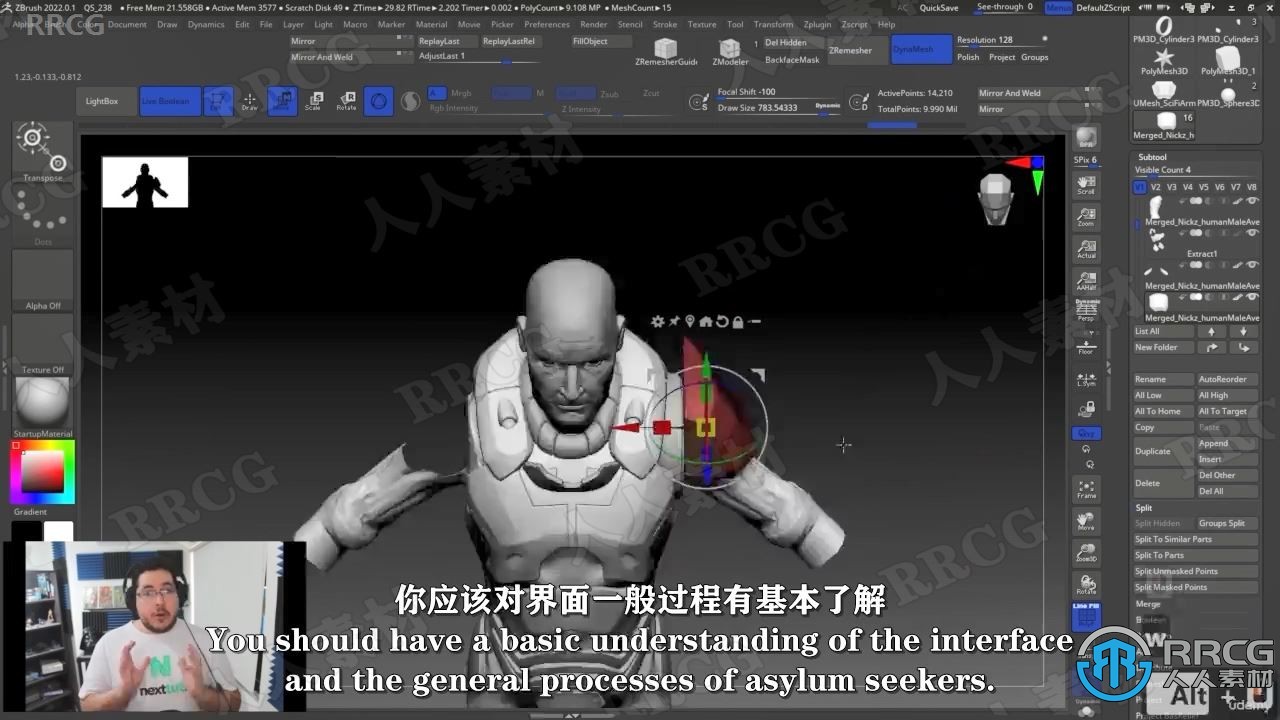 ZBrush 2022.0.1 QS_238 • Free Mem 21.558GB • Active Mem 3577 • Scratch Disk 49 • ZTime▸29.82 RTime▸2.202 Timer▸0.002 • PolyCount▸9.108 MP • MeshCount▸15
AC QuickSave See-through 0 Menus DefaultZScript
Document Draw Dynamics Edit File Layer Light Macro Marker Material Movie Picker Preferences Render Stencil Stroke Texture Tool Transform Zplugin Zscript Help
RRCG
Mirror ReplayLast ReplayLastRel FillObject
Mirror And Weld AdjustLast 1
ZRemesherGuide ZModeler 1 Del Hidden BackfaceMask ZRemesher DynaMesh
Resolution 128
Polish Project Groups
1.23,-0.133,-0.812
LightBox Live Boolean Edit Draw Scale Rotate
A Mrgb M Zsub Zcut
Rgb Intensity Z Intensity
Focal Shift -100
Draw Size 783.54333 Dynamic
ActivePoints: 14,210
TotalPoints: 9.990 Mil
Mirror And Weld
Mirror
PM3D_Cylinder3 PM3D_Cylinder3
PolyMesh3D PolyMesh3D_1
UMesh_SciFiArm PM3D_Sphere3D
16
Merged_Nickz_h
Transpose
Dots
Alpha Off
Texture Off
StartupMaterial
Gradient
BPR
SPix 6
Scroll
Zoom
Actual
AAHalf
Dynamic
Persp
Floor
L.Sym
Frame
Move
Zoom3D
Rotate
Line Fill
Subtool
Visible Count 4
V1 V2 V3 V4 V5 V6 V7 V8
Merged_Nickz_humanMaleAve
Extract1
Merged_Nickz_humanMaleAve
Merged_Nickz_humanMaleAve
List All
New Folder
Rename AutoReorder
All Low All High
All To Home All To Target
Copy Paste
Duplicate Append
Insert
Delete Del Other
Del All
Split
Split Hidden Groups Split
Split To Similar Parts
Split To Parts
Split Unmasked Points
Split Masked Points
Merge
Boolean
你应该对界面一般过程有基本了解
You should have a basic understanding of the interface
and the general processes of asylum seekers.
nexttut
RRCG
人人素材
Alt +
Udemy